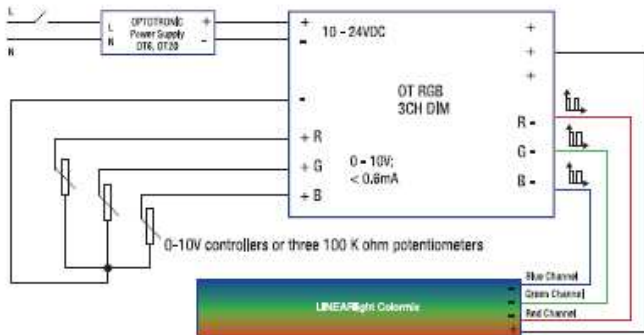 L
N
L
N
OPTOTRONIC
Power Supply
OT6, OT20
+
-
+
-
10 - 24VDC
+
+
+
-
OT RGB
3CH DIM
R -
G -
B -
+ R
+ G
+ B
0 - 10V;
< 0.6mA
0-10V controllers or three 100 K ohm potentiometers
LINEARlight Colormix
Blue Channel
Green Channel
Red Channel
-
-
-
+